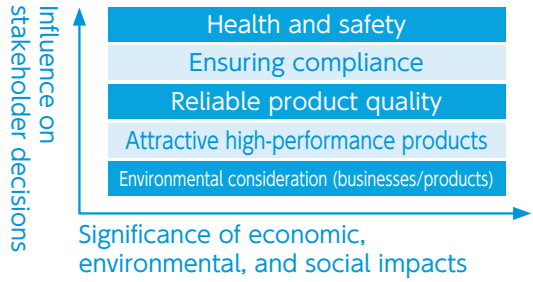 Influence on
stakeholder decisions
Health and safety
Ensuring compliance
Reliable product quality
Attractive high-performance products
Environmental consideration (businesses/products)
Significance of economic,
environmental, and social impacts